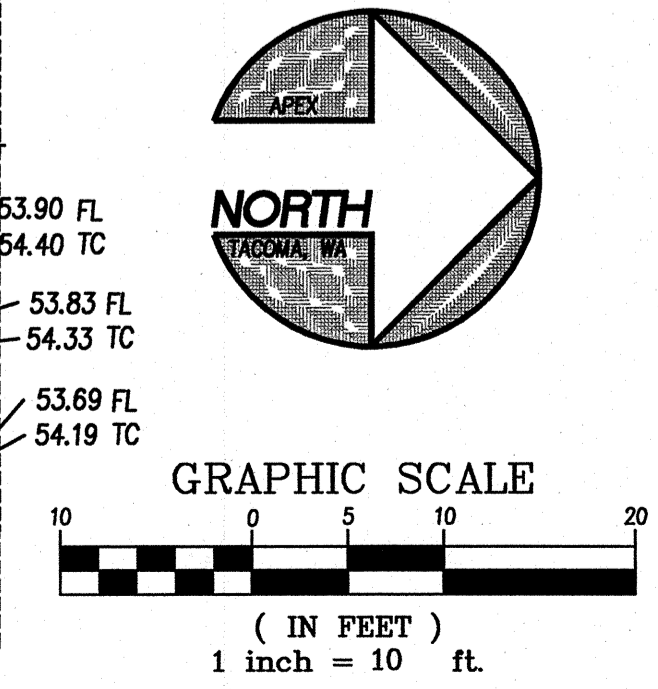 APEX
NORTH
TACOMA, WA
53.90 FL
54.40 TC
53.83 FL
54.33 TC
53.69 FL
54.19 TC
GRAPHIC SCALE
10 0 5 10 20
( IN FEET )
1 inch = 10 ft.